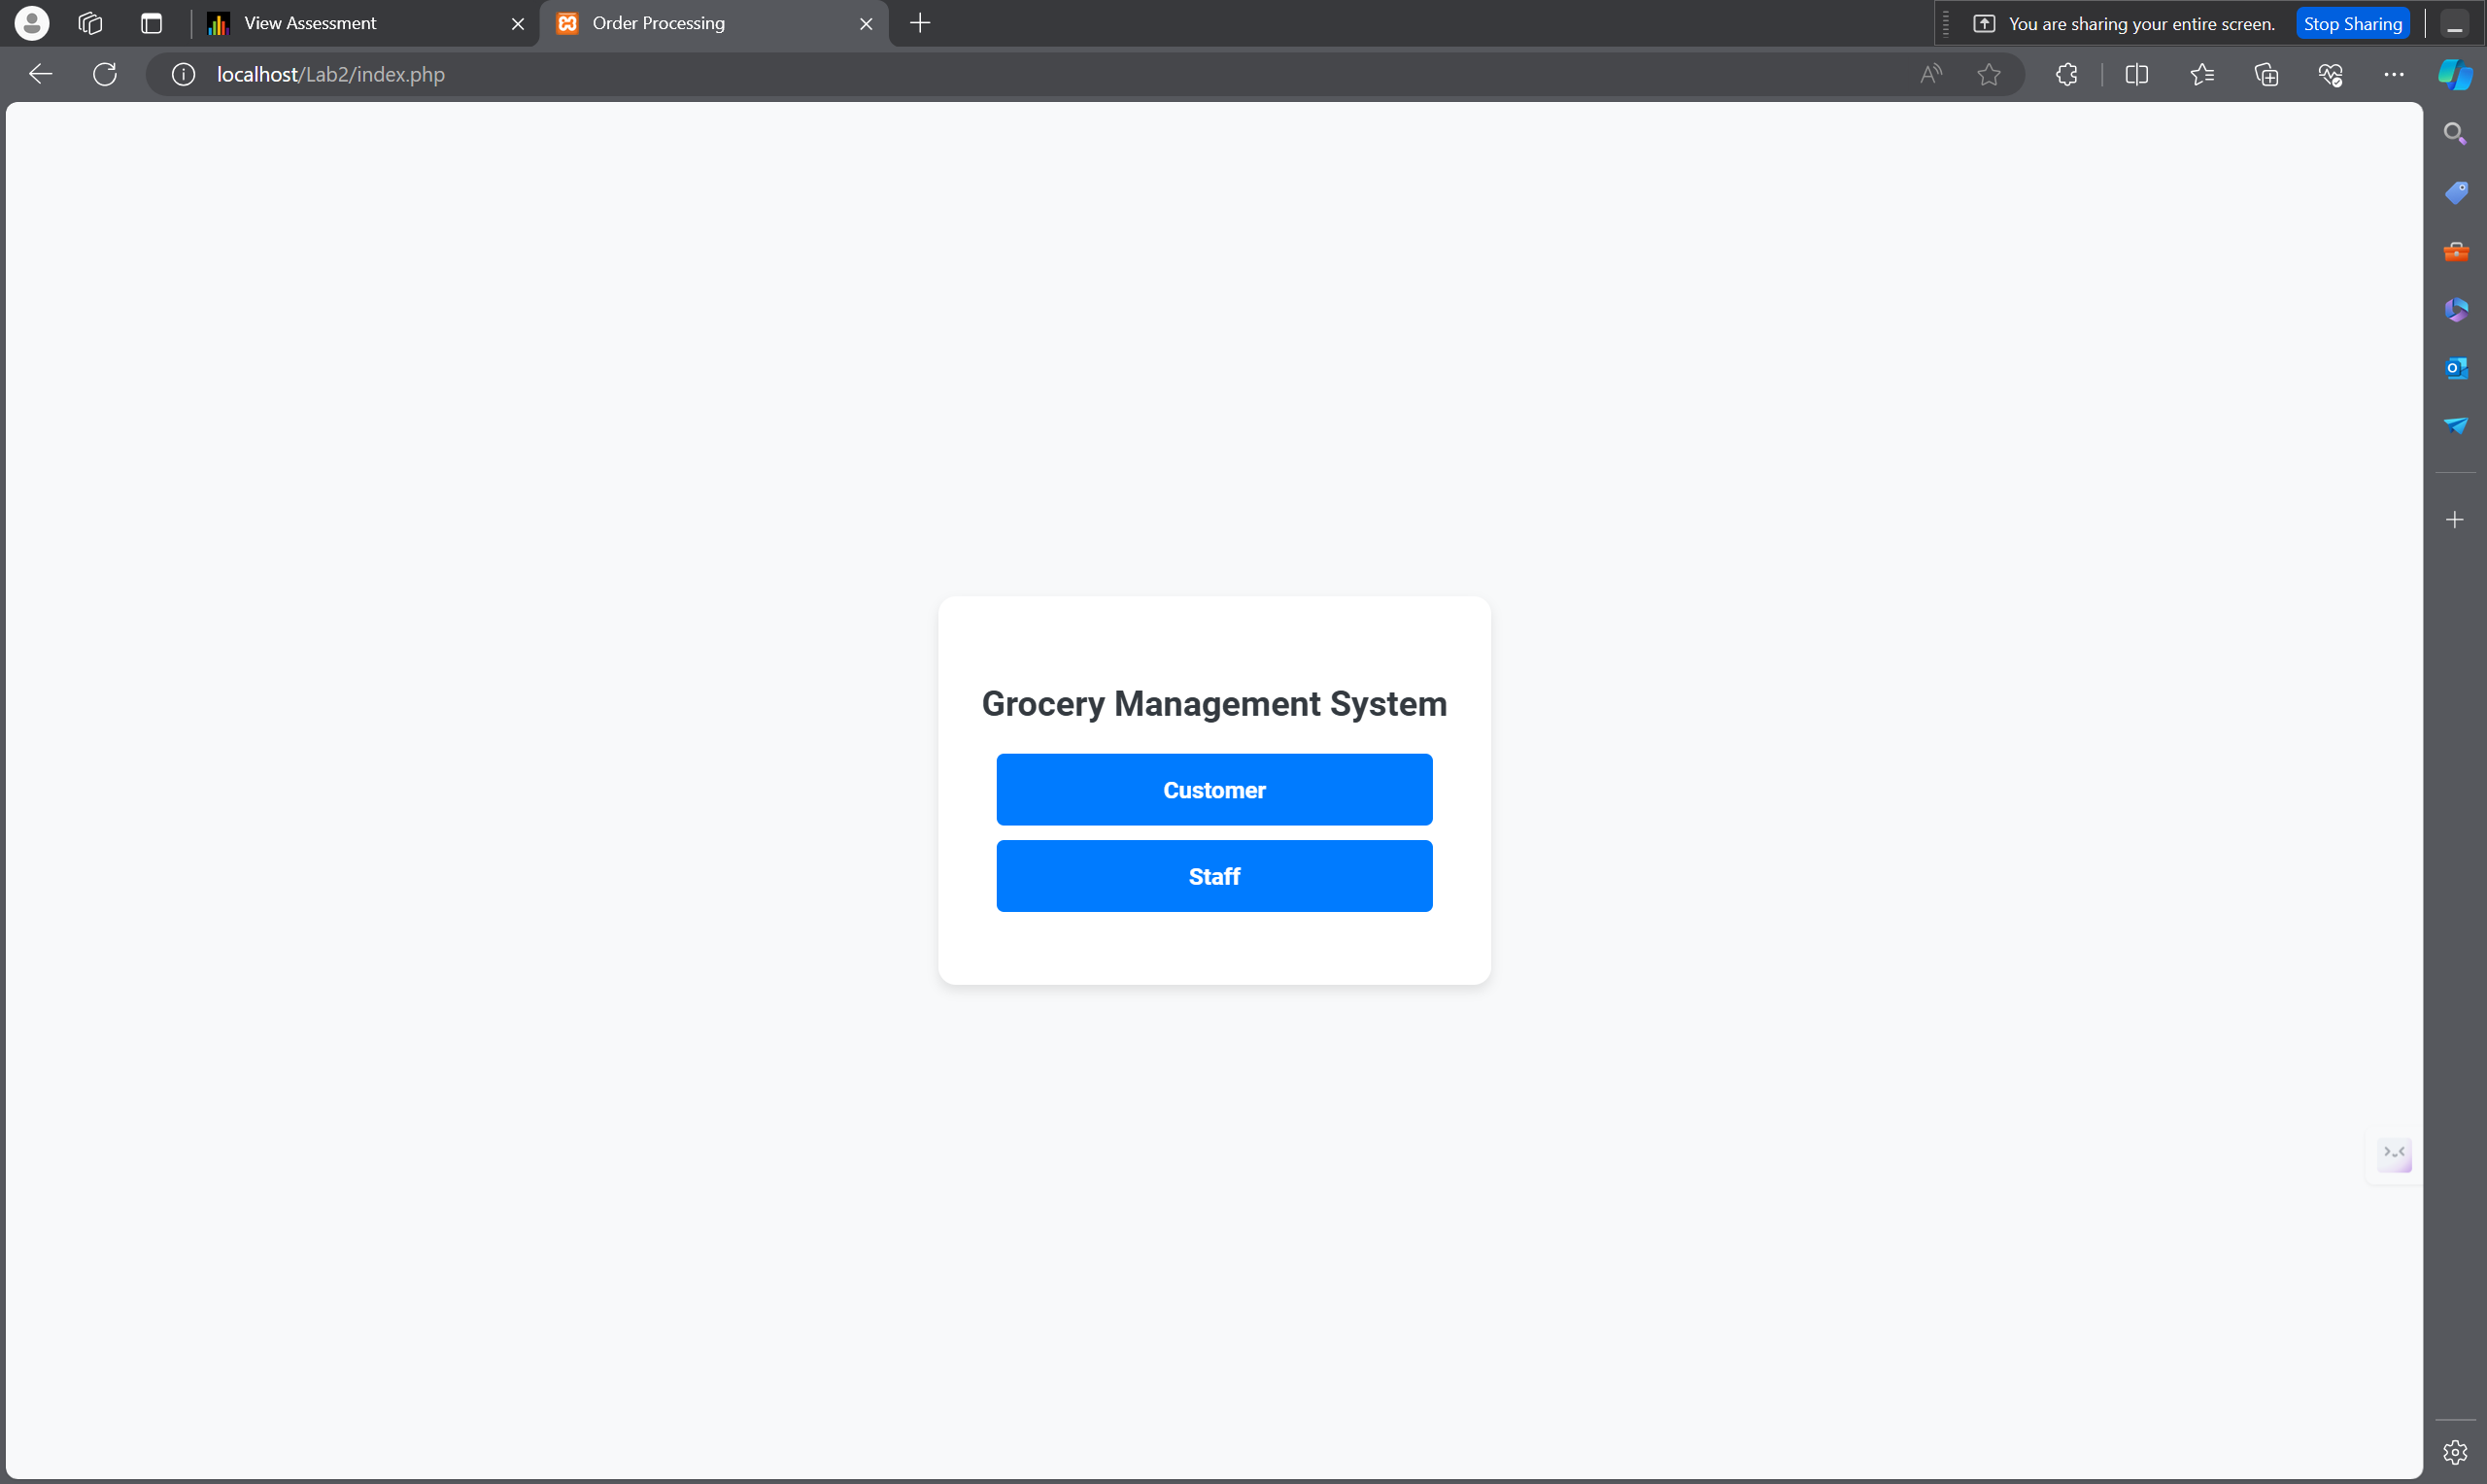 View Assessment
Order Processing
You are sharing your entire screen.
Stop Sharing
localhost/Lab2/index.php
Grocery Management System
Customer
Staff